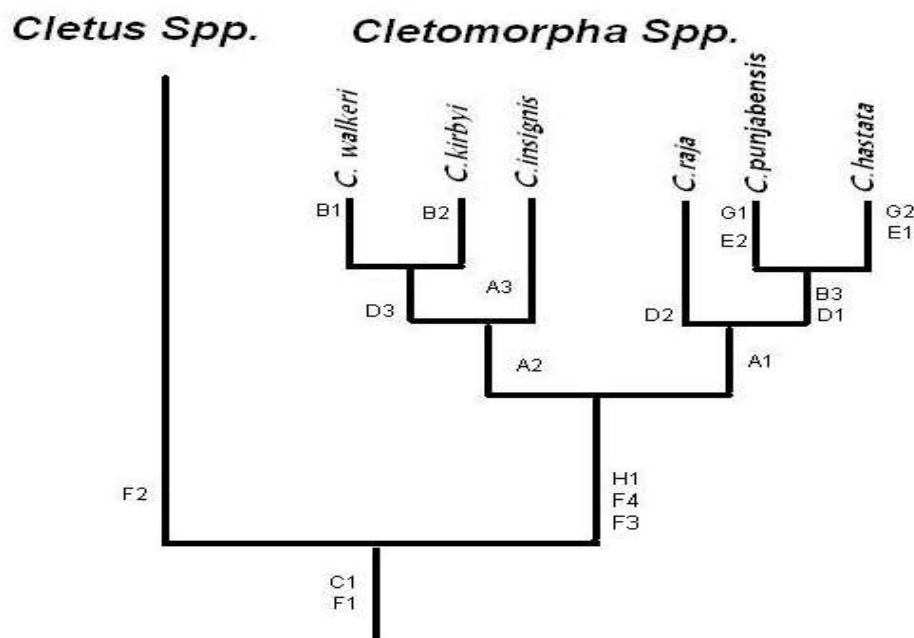 Cletus Spp.
Cletomorpha Spp.
C. walkeri
C.kirbyi
C.insignis
C.raja
C.punjabensis
C.hastata
B1
B2
G1
G2
E2
E1
D3
A3
D2
B3
D1
A2
A1
F2
H1
F4
F3
C1
F1